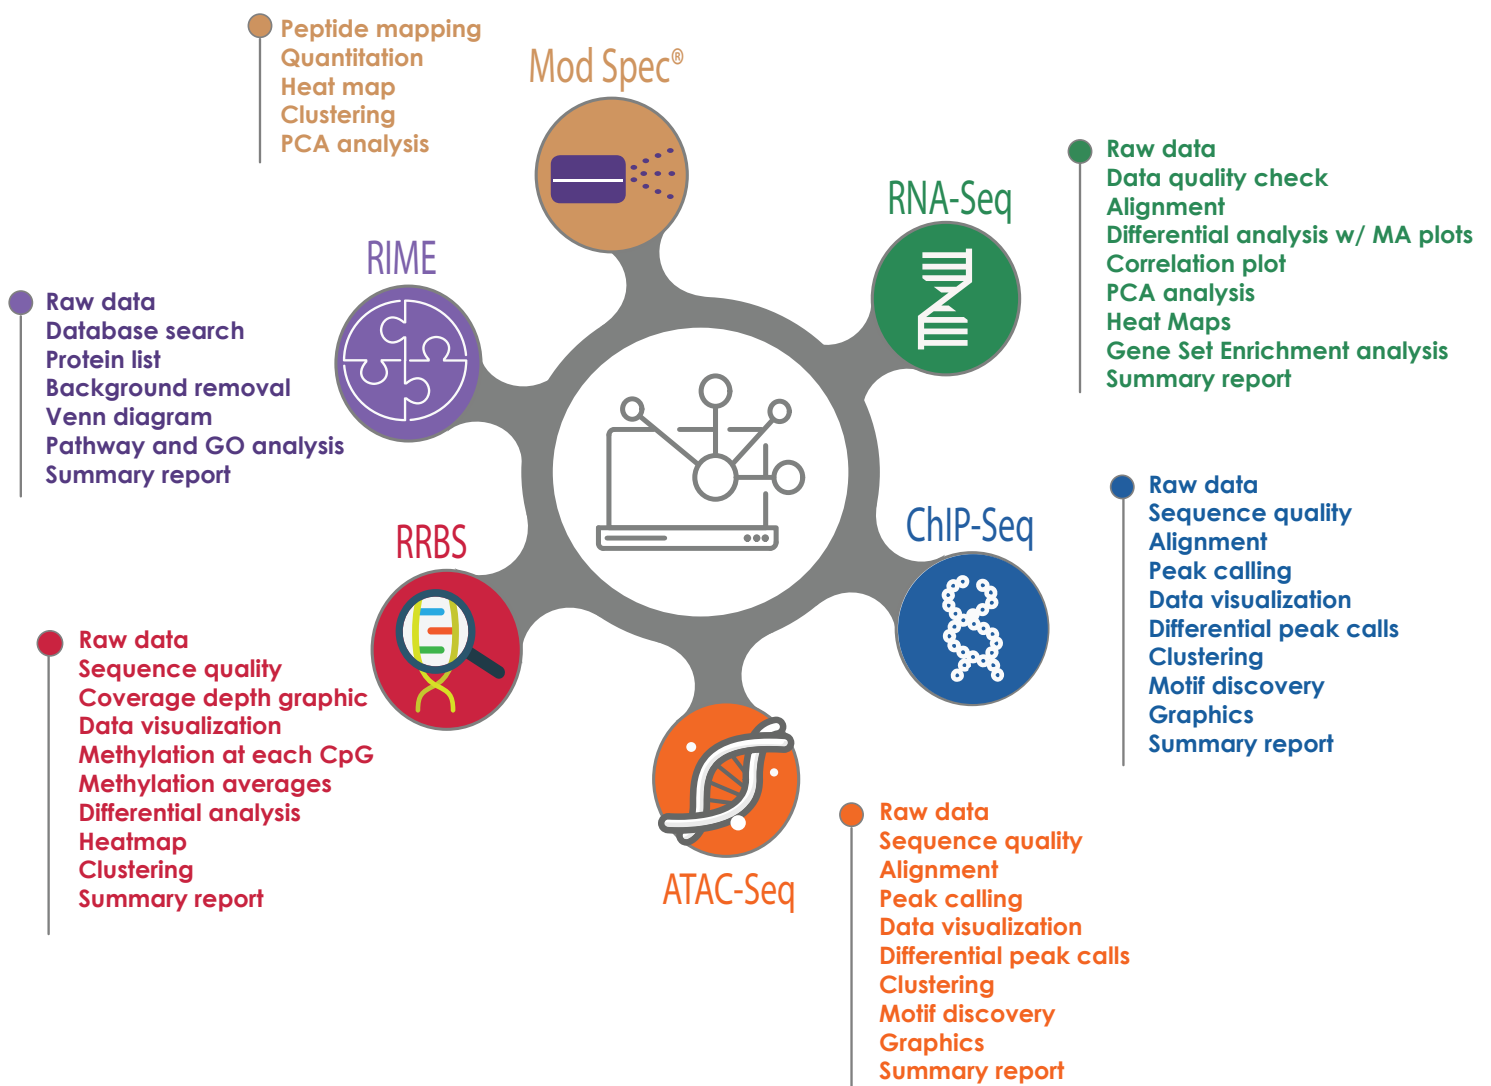 Peptide mapping
Quantitation
Heat map
Clustering
PCA analysis
Mod Spec®
RNA-Seq
Raw data
Data quality check
Alignment
Differential analysis w/ MA plots
Correlation plot
PCA analysis
Heat Maps
Gene Set Enrichment analysis
Summary report
RIME
Raw data
Database search
Protein list
Background removal
Venn diagram
Pathway and GO analysis
Summary report
ChIP-Seq
Raw data
Sequence quality
Alignment
Peak calling
Data visualization
Differential peak calls
Clustering
Motif discovery
Graphics
Summary report
RRBS
Raw data
Sequence quality
Coverage depth graphic
Data visualization
Methylation at each CpG
Methylation averages
Differential analysis
Heatmap
Clustering
Summary report
ATAC-Seq
Raw data
Sequence quality
Alignment
Peak calling
Data visualization
Differential peak calls
Clustering
Motif discovery
Graphics
Summary report